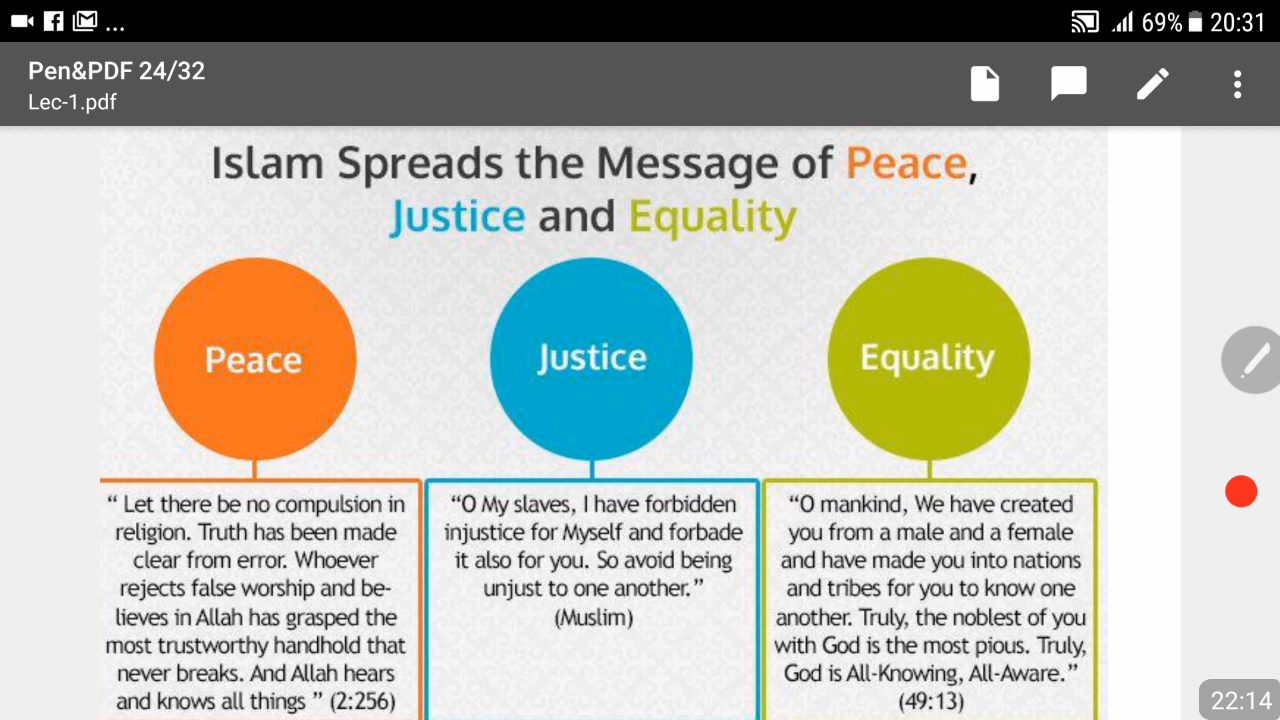 ... 69% 20:31
Pen&PDF 24/32
Lec-1.pdf
Islam Spreads the Message of Peace,
Justice and Equality
Peace
Justice
Equality
“ Let there be no compulsion in
religion. Truth has been made
clear from error. Whoever
rejects false worship and be-
lieves in Allah has grasped the
most trustworthy handhold that
never breaks. And Allah hears
and knows all things ” (2:256)
“O My slaves, I have forbidden
injustice for Myself and forbade
it also for you. So avoid being
unjust to one another.”
(Muslim)
“O mankind, We have created
you from a male and a female
and have made you into nations
and tribes for you to know one
another. Truly, the noblest of you
with God is the most pious. Truly,
God is All-Knowing, All-Aware.”
(49:13)
22:14